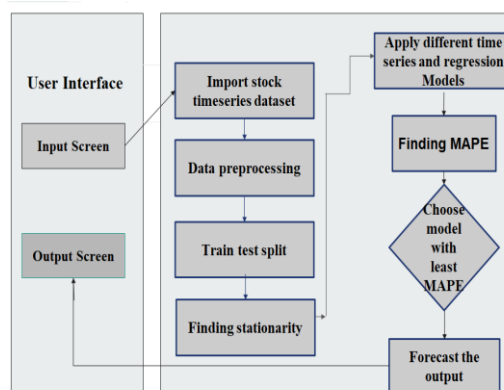 User Interface
Input Screen
Output Screen
Import stock
timeseries dataset
Data preprocessing
Train test split
Finding stationarity
Apply different time
series and regression
Models
Finding MAPE
Choose
model
with
least
MAPE
Forecast the
output